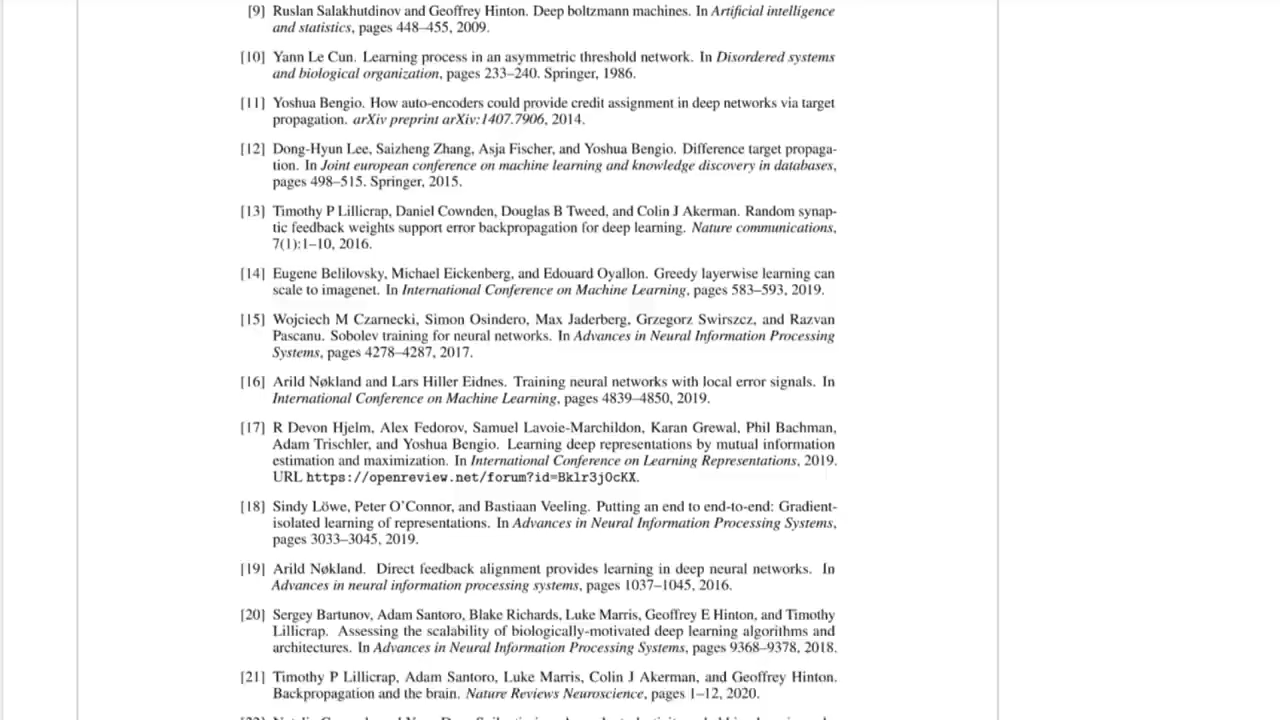 [9] Ruslan Salakhutdinov and Geoffrey Hinton. Deep boltzmann machines. In Artificial intelligence
and statistics, pages 448–455, 2009.
[10] Yann Le Cun. Learning process in an asymmetric threshold network. In Disordered systems
and biological organization, pages 233–240. Springer, 1986.
[11] Yoshua Bengio. How auto-encoders could provide credit assignment in deep networks via target
propagation. arXiv preprint arXiv:1407.7906, 2014.
[12] Dong-Hyun Lee, Saizheng Zhang, Asja Fischer, and Yoshua Bengio. Difference target propaga-
tion. In Joint european conference on machine learning and knowledge discovery in databases,
pages 498–515. Springer, 2015.
[13] Timothy P Lillicrap, Daniel Cownden, Douglas B Tweed, and Colin J Akerman. Random synap-
tic feedback weights support error backpropagation for deep learning. Nature communications,
7(1):1–10, 2016.
[14] Eugene Belilovsky, Michael Eickenberg, and Edouard Oyallon. Greedy layerwise learning can
scale to imagenet. In International Conference on Machine Learning, pages 583–593, 2019.
[15] Wojciech M Czarnecki, Simon Osindero, Max Jaderberg, Grzegorz Swirszcz, and Razvan
Pascanu. Sobolev training for neural networks. In Advances in Neural Information Processing
Systems, pages 4278–4287, 2017.
[16] Arild Nøkland and Lars Hiller Eidnes. Training neural networks with local error signals. In
International Conference on Machine Learning, pages 4839–4850, 2019.
[17] R Devon Hjelm, Alex Fedorov, Samuel Lavoie-Marchildon, Karan Grewal, Phil Bachman,
Adam Trischler, and Yoshua Bengio. Learning deep representations by mutual information
estimation and maximization. In International Conference on Learning Representations, 2019.
URL https://openreview.net/forum?id=Bklr3j0cKX.
[18] Sindy Löwe, Peter O'Connor, and Bastiaan Veeling. Putting an end to end-to-end: Gradient-
isolated learning of representations. In Advances in Neural Information Processing Systems,
pages 3033–3045, 2019.
[19] Arild Nøkland. Direct feedback alignment provides learning in deep neural networks. In
Advances in neural information processing systems, pages 1037–1045, 2016.
[20] Sergey Bartunov, Adam Santoro, Blake Richards, Luke Marris, Geoffrey E Hinton, and Timothy
Lillicrap. Assessing the scalability of biologically-motivated deep learning algorithms and
architectures. In Advances in Neural Information Processing Systems, pages 9368–9378, 2018.
[21] Timothy P Lillicrap, Adam Santoro, Luke Marris, Colin J Akerman, and Geoffrey Hinton.
Backpropagation and the brain. Nature Reviews Neuroscience, pages 1–12, 2020.